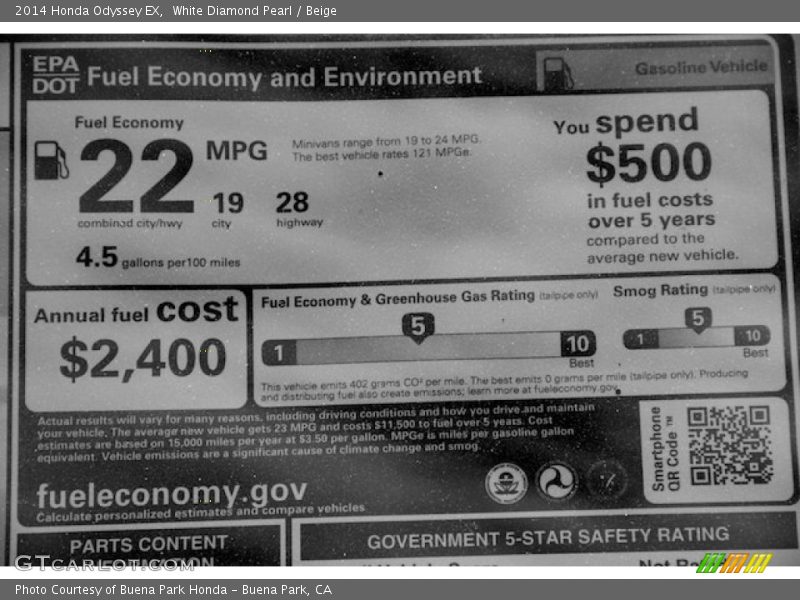 2014 Honda Odyssey EX, White Diamond Pearl / Beige
EPA
DOT
Fuel Economy and Environment
Gasoline Vehicle
Fuel Economy
22 MPG
combined city/hwy
19
city
28
highway
4.5 gallons per 100 miles
Minivans range from 19 to 24 MPG.
The best vehicle rates 121 MPGe.
You spend
$500
in fuel costs
over 5 years
compared to the
average new vehicle.
Annual fuel cost
$2,400
Fuel Economy & Greenhouse Gas Rating (tailpipe only)
5
1
10
Best
Smog Rating (tailpipe only)
5
1
10
Best
This vehicle emits 402 grams CO² per mile. The best emits 0 grams per mile (tailpipe only). Producing
and distributing fuel also create emissions; learn more at fueleconomy.gov.
Actual results will vary for many reasons, including driving conditions and how you drive and maintain
your vehicle. The average new vehicle gets 23 MPG and costs $11,500 to fuel over 5 years. Cost
estimates are based on 15,000 miles per year at $3.50 per gallon. MPGe is miles per gasoline gallon
equivalent. Vehicle emissions are a significant cause of climate change and smog.
fueleconomy.gov
Calculate personalized estimates and compare vehicles
Smartphone
QR Code™
PARTS CONTENT
GOVERNMENT 5-STAR SAFETY RATING
GTCARLOT.COM
Photo Courtesy of Buena Park Honda - Buena Park, CA